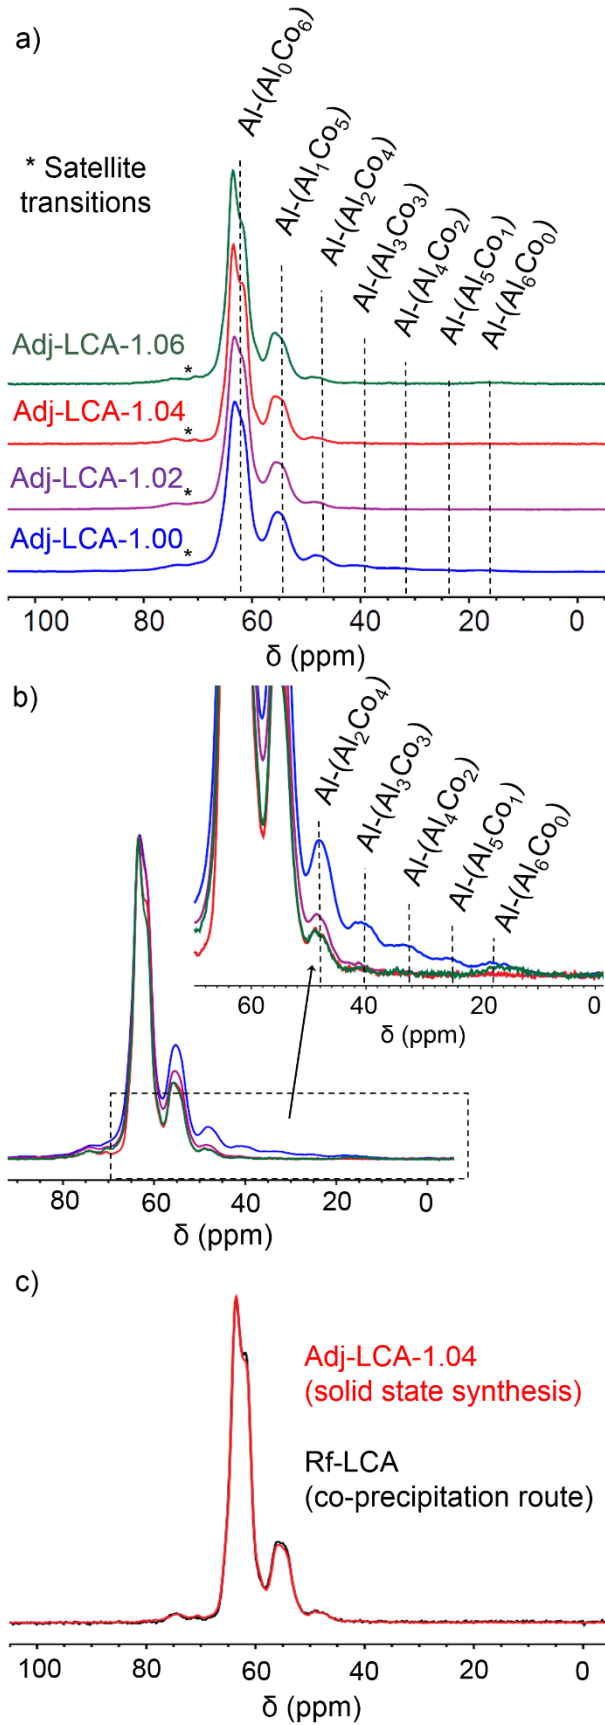 a)
Al-(Al₀Co₆)
Al-(Al₁Co₅)
Al-(Al₂Co₄)
Al-(Al₃Co₃)
Al-(Al₄Co₂)
Al-(Al₅Co₁)
Al-(Al₆Co₀)
* Satellite
transitions
Adj-LCA-1.06
*
Adj-LCA-1.04
*
Adj-LCA-1.02
*
Adj-LCA-1.00
*
100 80 60 40 20 0
δ (ppm)
b)
Al-(Al₂Co₄)
Al-(Al₃Co₃)
Al-(Al₄Co₂)
Al-(Al₅Co₁)
Al-(Al₆Co₀)
60 40 20 0
δ (ppm)
80 60 40 20 0
δ (ppm)
c)
Adj-LCA-1.04
(solid state synthesis)
Rf-LCA
(co-precipitation route)
100 80 60 40 20 0
δ (ppm)